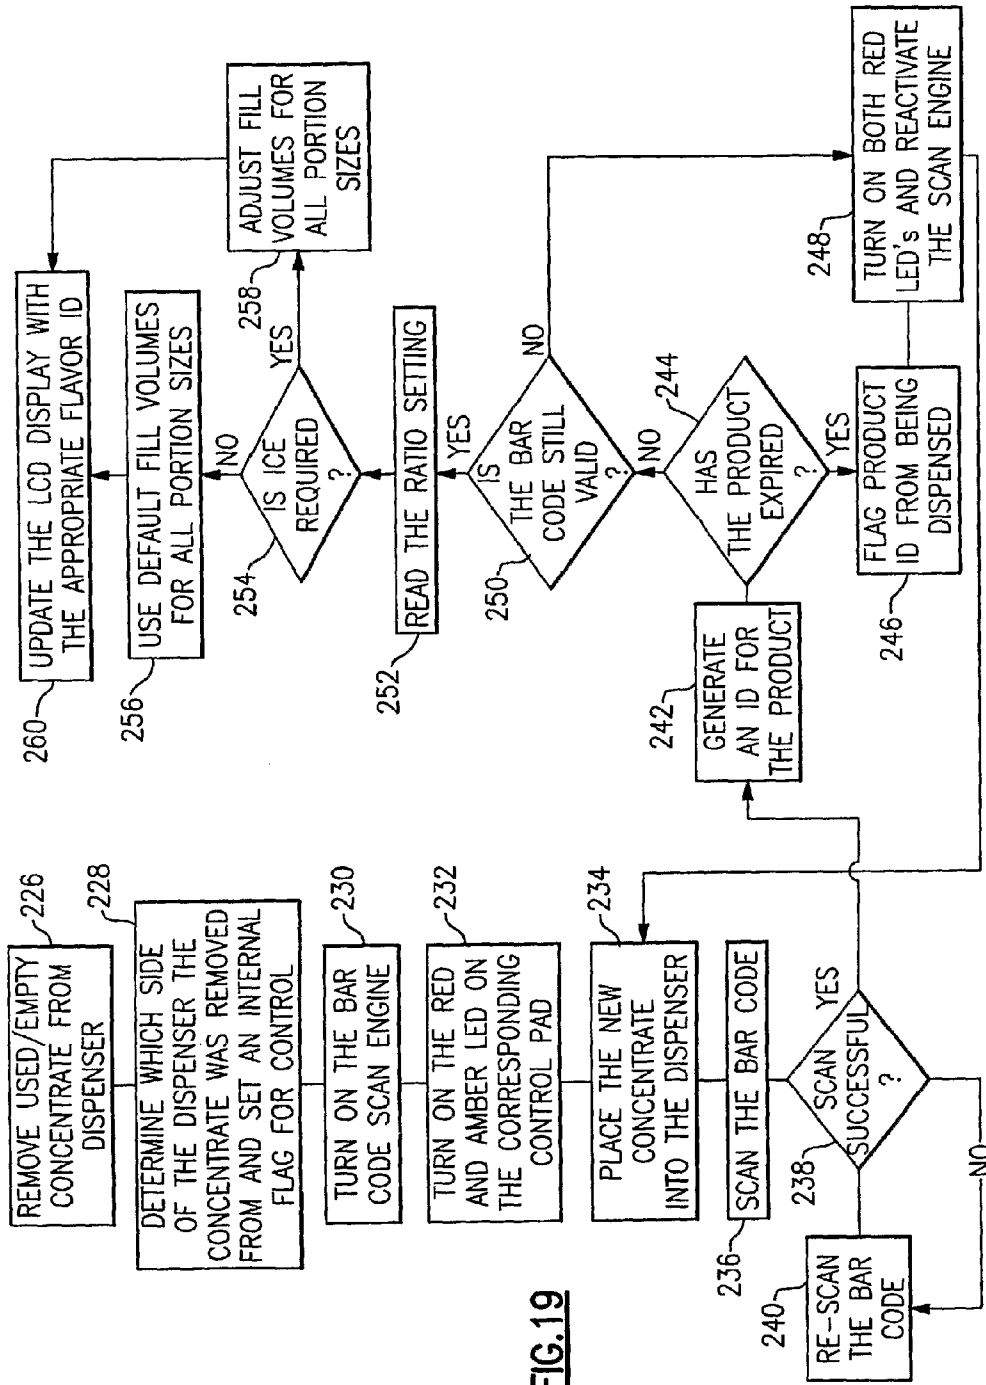 226
REMOVE USED/EMPTY
CONCENTRATE FROM
DISPENSER
228
DETERMINE WHICH SIDE
OF THE DISPENSER THE
CONCENTRATE WAS REMOVED
FROM AND SET AN INTERNAL
FLAG FOR CONTROL
230
TURN ON THE BAR
CODE SCAN ENGINE
232
TURN ON THE RED
AND AMBER LED ON
THE CORRESPONDING
CONTROL PAD
234
PLACE THE NEW
CONCENTRATE
INTO THE DISPENSER
236
SCAN THE BAR CODE
238
SCAN
SUCCESSFUL
?
YES
NO
240
RE-SCAN
THE BAR
CODE
242
GENERATE
AN ID FOR
THE PRODUCT
244
HAS
THE PRODUCT
EXPIRED
?
NO
YES
246
FLAG PRODUCT
ID FROM BEING
DISPENSED
248
TURN ON BOTH RED
LED's AND REACTIVATE
THE SCAN ENGINE
250
IS
THE BAR
CODE STILL
VALID
?
NO
YES
252
READ THE RATIO SETTING
254
IS ICE
REQUIRED
?
NO
YES
256
USE DEFAULT FILL VOLUMES
FOR ALL PORTION SIZES
258
ADJUST FILL
VOLUMES FOR
ALL PORTION
SIZES
260
UPDATE THE LCD DISPLAY WITH
THE APPROPRIATE FLAVOR ID
FIG.19